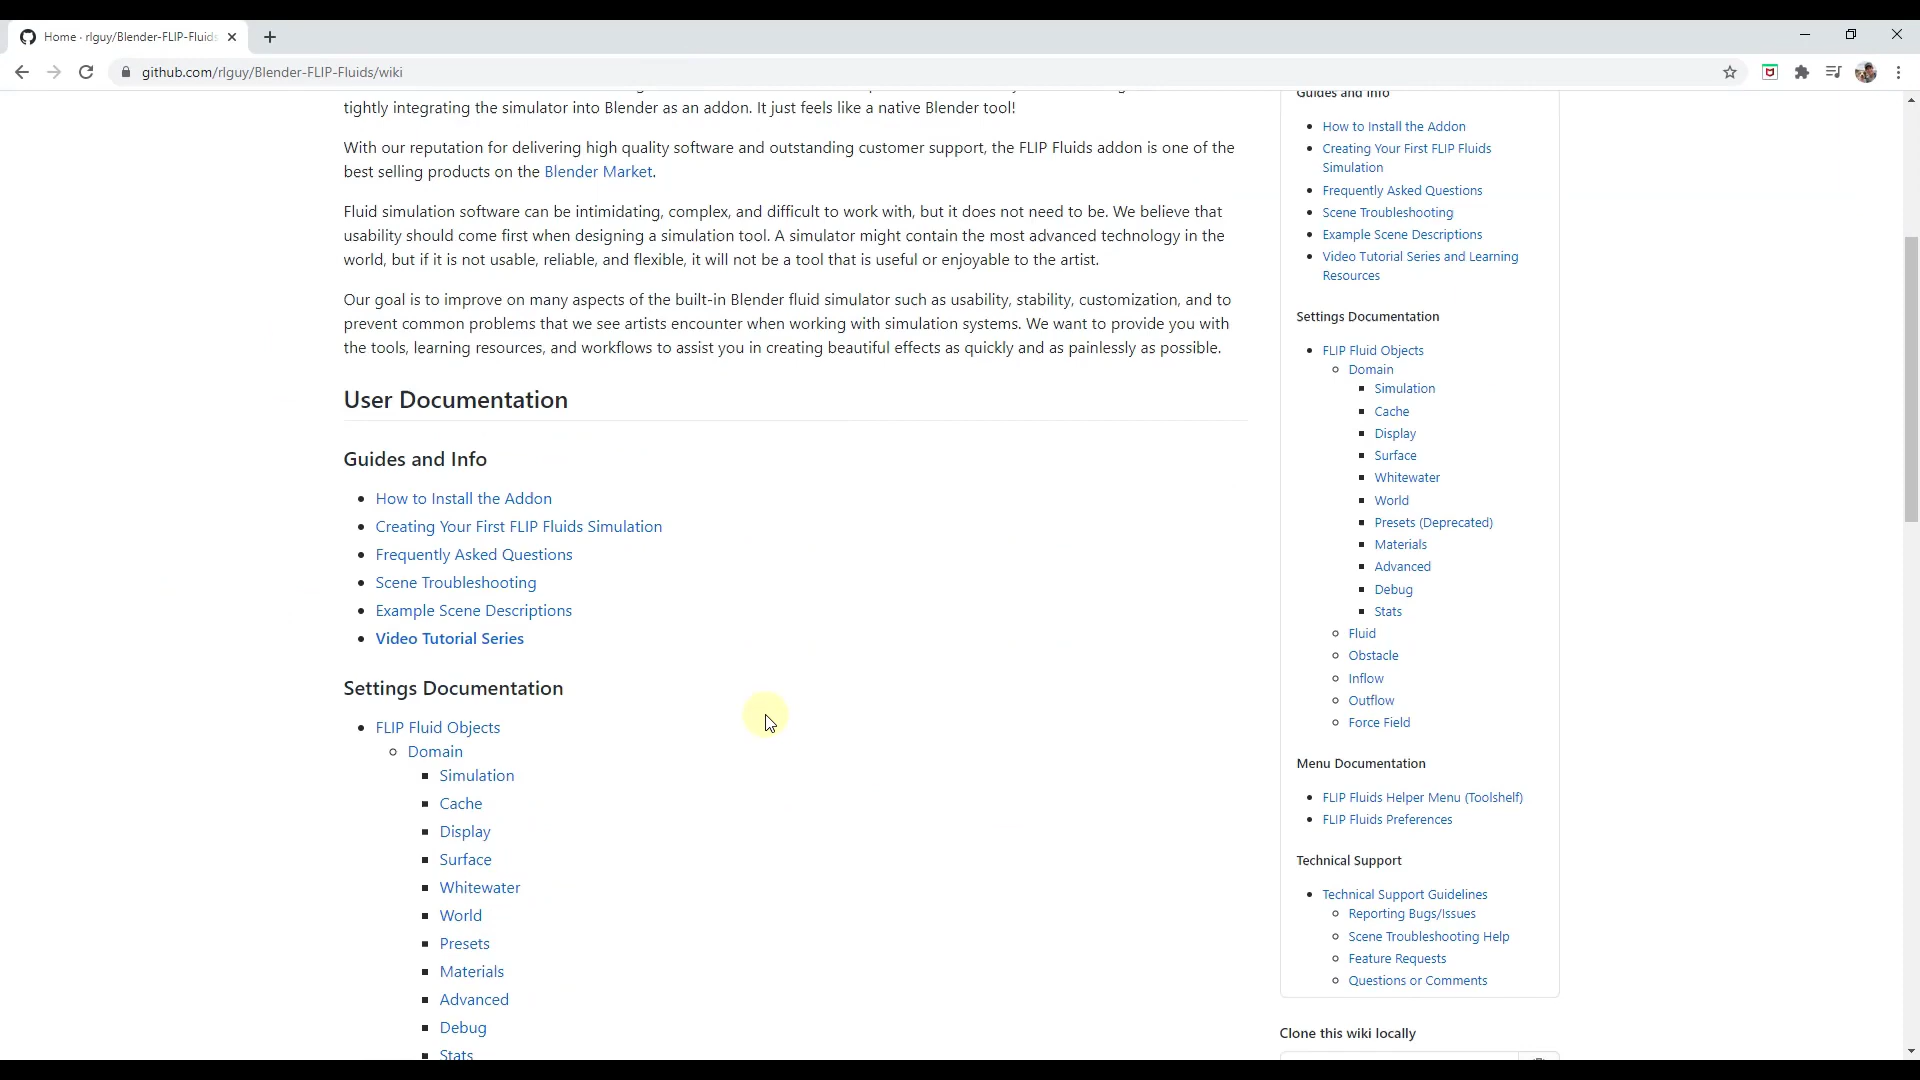 Home · rlguy/Blender-FLIP-Fluids
github.com/rlguy/Blender-FLIP-Fluids/wiki
tightly integrating the simulator into Blender as an addon. It just feels like a native Blender tool!
With our reputation for delivering high quality software and outstanding customer support, the FLIP Fluids addon is one of the
best selling products on the Blender Market.
Fluid simulation software can be intimidating, complex, and difficult to work with, but it does not need to be. We believe that
usability should come first when designing a simulation tool. A simulator might contain the most advanced technology in the
world, but if it is not usable, reliable, and flexible, it will not be a tool that is useful or enjoyable to the artist.
Our goal is to improve on many aspects of the built-in Blender fluid simulator such as usability, stability, customization, and to
prevent common problems that we see artists encounter when working with simulation systems. We want to provide you with
the tools, learning resources, and workflows to assist you in creating beautiful effects as quickly and as painlessly as possible.
User Documentation
Guides and Info
How to Install the Addon
Creating Your First FLIP Fluids Simulation
Frequently Asked Questions
Scene Troubleshooting
Example Scene Descriptions
Video Tutorial Series
Settings Documentation
FLIP Fluid Objects
Domain
Simulation
Cache
Display
Surface
Whitewater
World
Presets
Materials
Advanced
Debug
Stats
Guides and Info
How to Install the Addon
Creating Your First FLIP Fluids
Simulation
Frequently Asked Questions
Scene Troubleshooting
Example Scene Descriptions
Video Tutorial Series and Learning
Resources
Settings Documentation
FLIP Fluid Objects
Domain
Simulation
Cache
Display
Surface
Whitewater
World
Presets (Deprecated)
Materials
Advanced
Debug
Stats
Fluid
Obstacle
Inflow
Outflow
Force Field
Menu Documentation
FLIP Fluids Helper Menu (Toolshelf)
FLIP Fluids Preferences
Technical Support
Technical Support Guidelines
Reporting Bugs/Issues
Scene Troubleshooting Help
Feature Requests
Questions or Comments
Clone this wiki locally